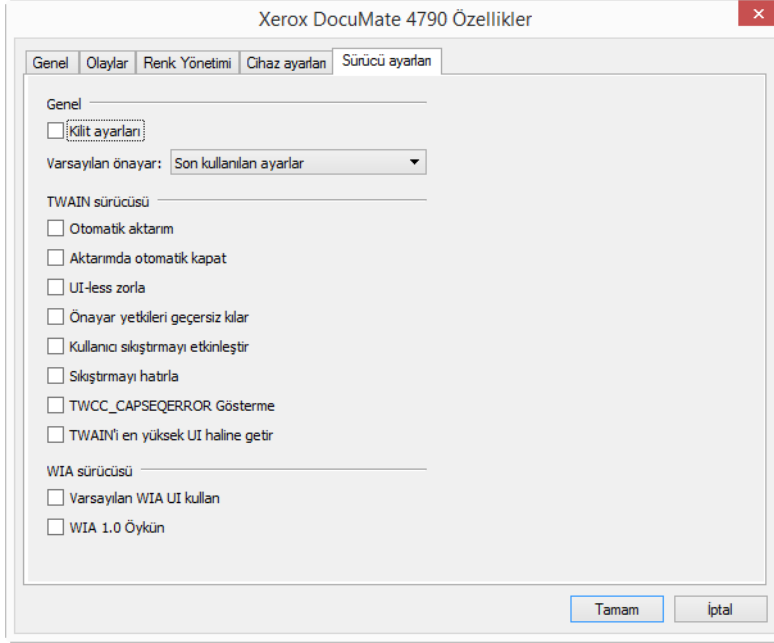 Xerox DocuMate 4790 Özellikler
Genel Olaylar Renk Yönetimi Cihaz ayarları Sürücü ayarları
Genel
Kilit ayarları
Varsayılan önayar: Son kullanılan ayarlar
TWAIN sürücüsü
Otomatik aktarım
Aktarımda otomatik kapat
UI-less zorla
Önayar yetkileri geçersiz kılar
Kullanıcı sıkıştırmayı etkinleştir
Sıkıştırmayı hatırla
TWCC_CAPSEQERROR Gösterme
TWAIN'i en yüksek UI haline getir
WIA sürücüsü
Varsayılan WIA UI kullan
WIA 1.0 Öykün
Tamam İptal